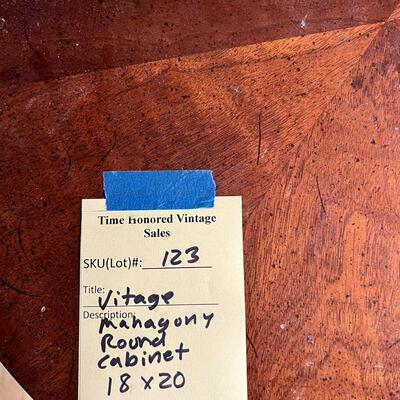 Time Honored Vintage
Sales
SKU(Lot)#: 123
Title: Vitage
Description:
Mahagony
Round
cabinet
18 x 20